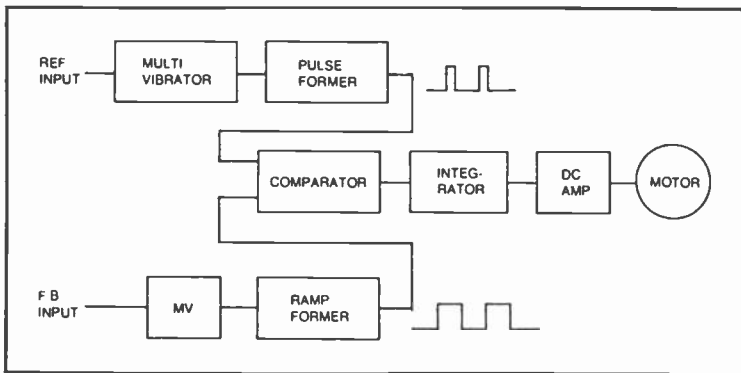 REF
INPUT
MULTI
VIBRATOR
PULSE
FORMER
COMPARATOR
INTEG-
RATOR
DC
AMP
MOTOR
F B
INPUT
MV
RAMP
FORMER